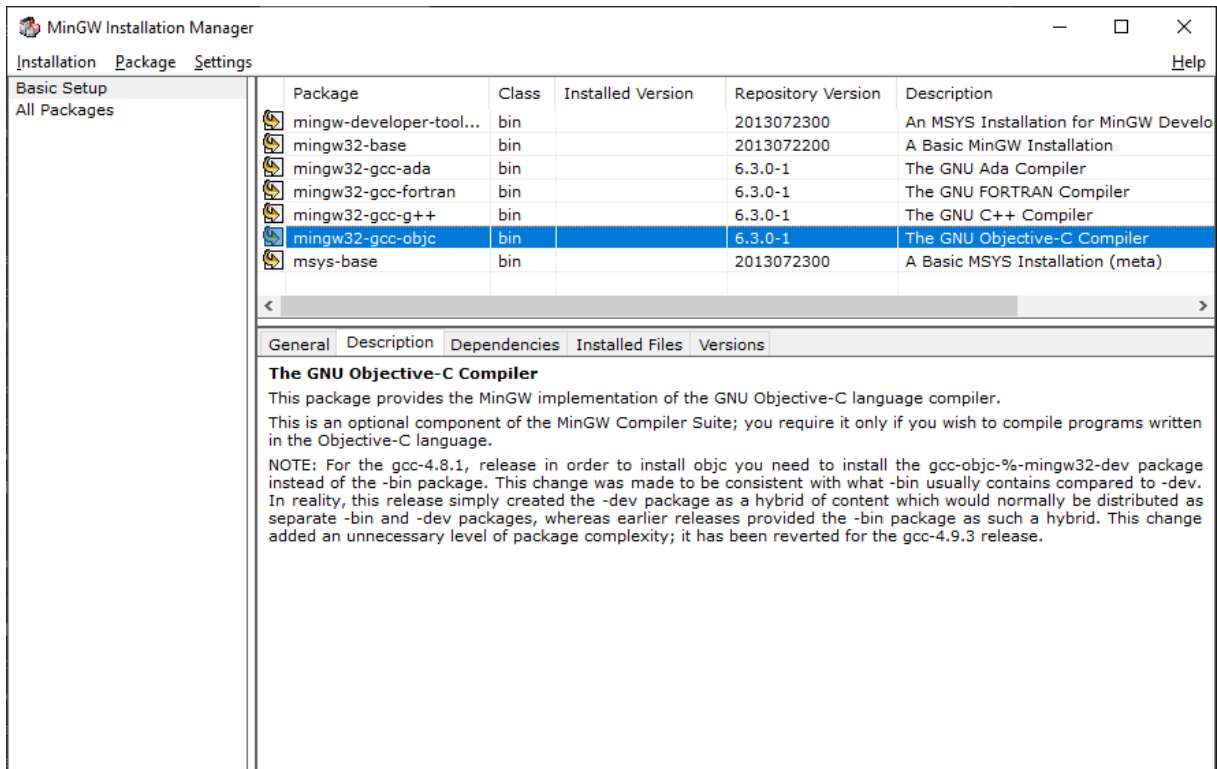 MinGW Installation Manager
Installation Package Settings Help
Basic Setup
All Packages
Package Class Installed Version Repository Version Description
mingw-developer-tool... bin 2013072300 An MSYS Installation for MinGW Develo
mingw32-base bin 2013072200 A Basic MinGW Installation
mingw32-gcc-ada bin 6.3.0-1 The GNU Ada Compiler
mingw32-gcc-fortran bin 6.3.0-1 The GNU FORTRAN Compiler
mingw32-gcc-g++ bin 6.3.0-1 The GNU C++ Compiler
mingw32-gcc-objc bin 6.3.0-1 The GNU Objective-C Compiler
msys-base bin 2013072300 A Basic MSYS Installation (meta)
General Description Dependencies Installed Files Versions
The GNU Objective-C Compiler
This package provides the MinGW implementation of the GNU Objective-C language compiler.
This is an optional component of the MinGW Compiler Suite; you require it only if you wish to compile programs written
in the Objective-C language.
NOTE: For the gcc-4.8.1, release in order to install objc you need to install the gcc-objc-%-mingw32-dev package
instead of the -bin package. This change was made to be consistent with what -bin usually contains compared to -dev.
In reality, this release simply created the -dev package as a hybrid of content which would normally be distributed as
separate -bin and -dev packages, whereas earlier releases provided the -bin package as such a hybrid. This change
added an unnecessary level of package complexity; it has been reverted for the gcc-4.9.3 release.